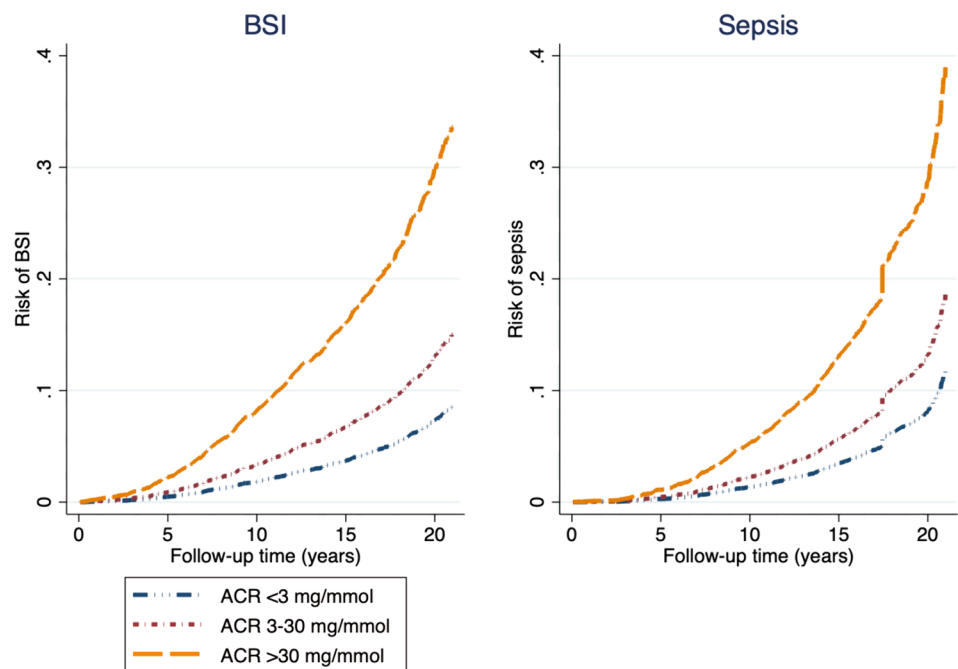 BSI
Risk of BSI
.4
.3
.2
.1
0
0 5 10 15 20
Follow-up time (years)
Sepsis
Risk of sepsis
.4
.3
.2
.1
0
0 5 10 15 20
Follow-up time (years)
ACR <3 mg/mmol
ACR 3-30 mg/mmol
ACR >30 mg/mmol